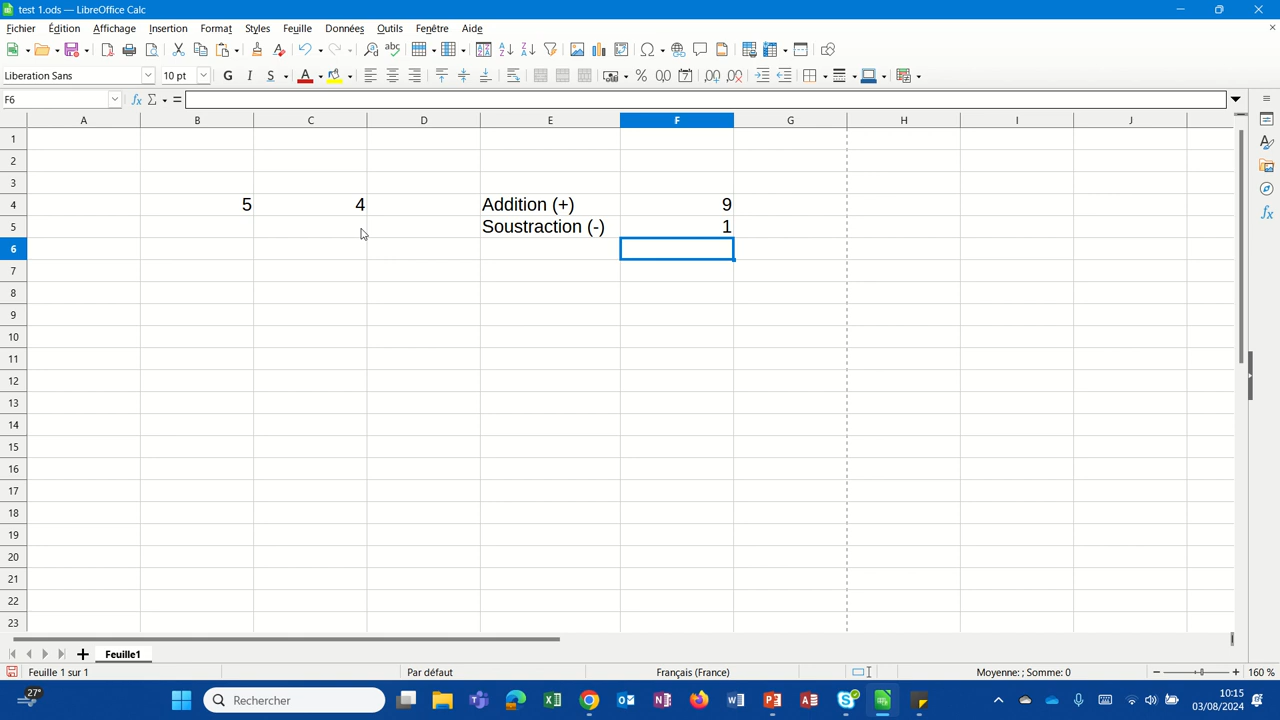 test 1.ods — LibreOffice Calc
Fichier Édition Affichage Insertion Format Styles Feuille Données Outils Fenêtre Aide
Liberation Sans 10 pt G I S
F6
A B C D E F G H I J
1
2
3
4 5 4 Addition (+) 9
5 Soustraction (-) 1
6
7
8
9
10
11
12
13
14
15
16
17
18
19
20
21
22
23
Feuille1
Feuille 1 sur 1 Par défaut Français (France) Moyenne: ; Somme: 0 160 %
27° Rechercher 10:15
03/08/2024